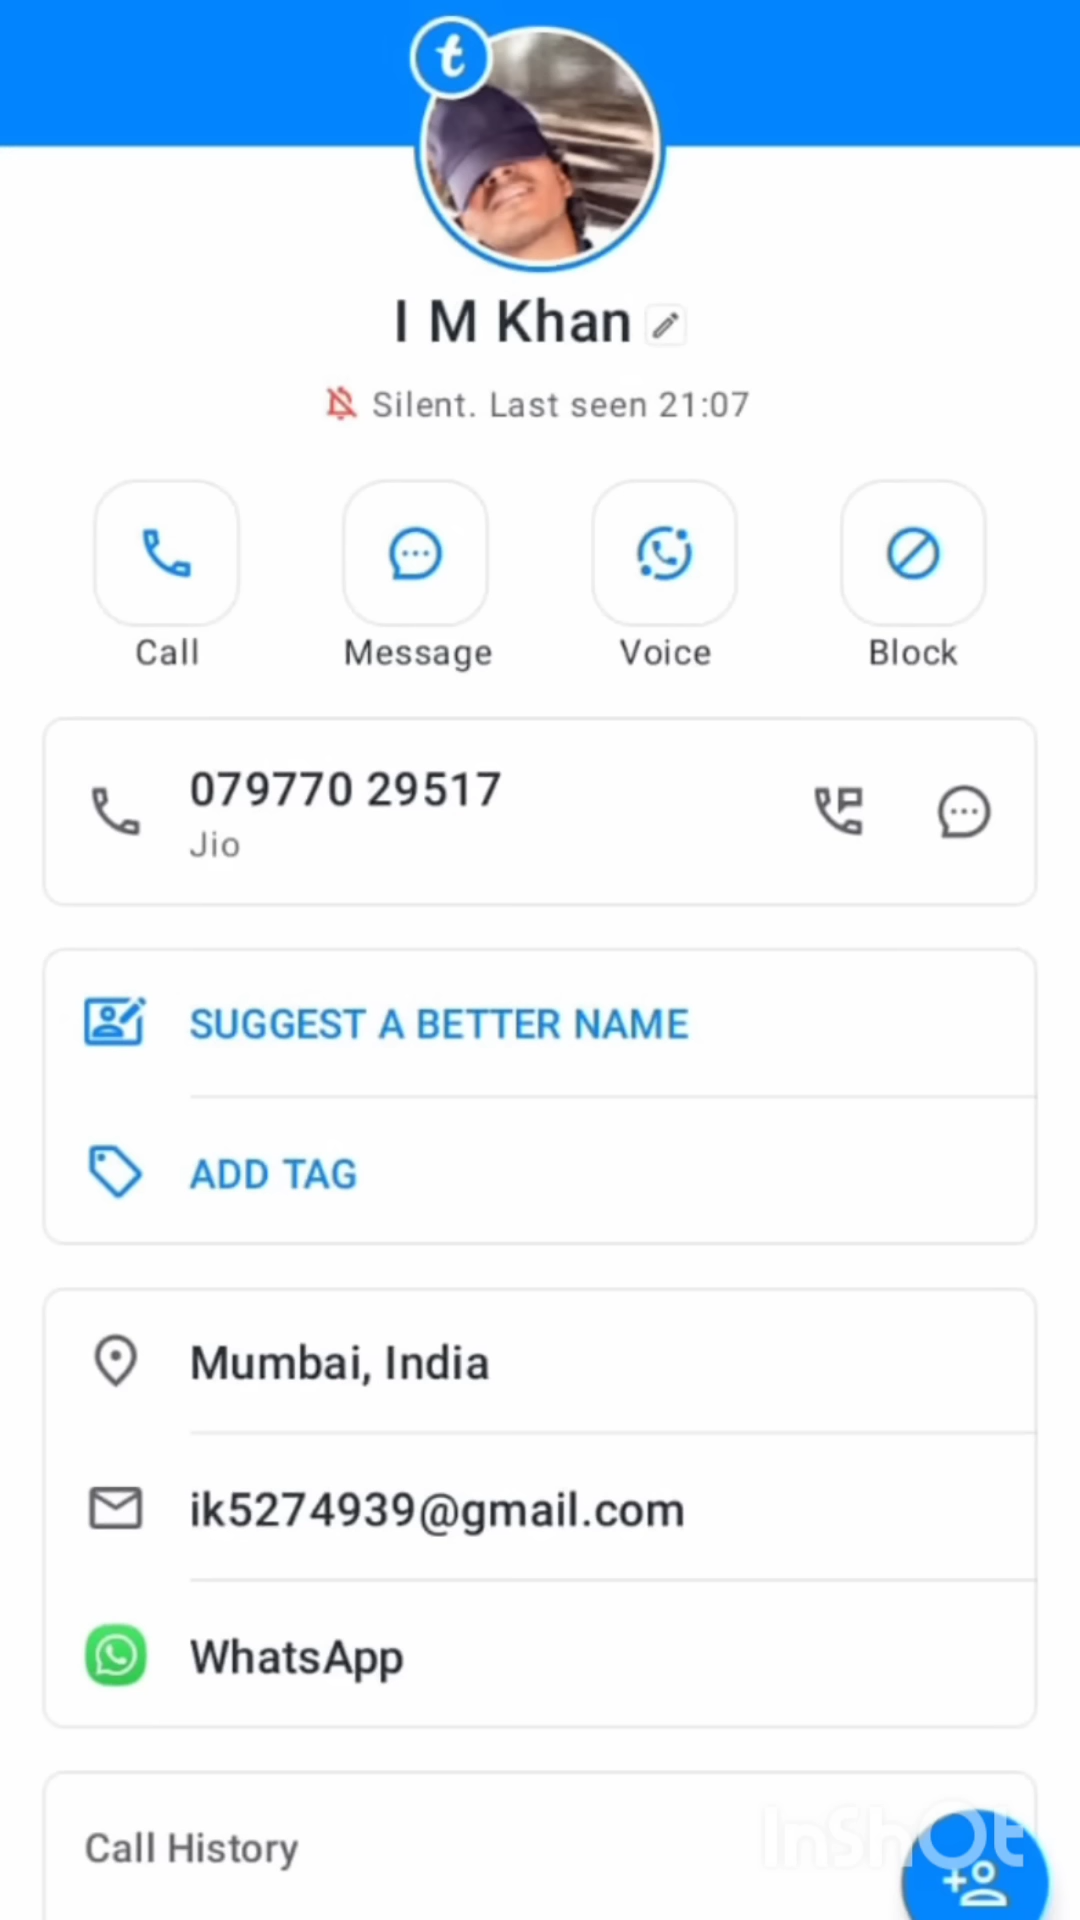 t
I M Khan
Silent. Last seen 21:07
Call
Message
Voice
Block
079770 29517
Jio
SUGGEST A BETTER NAME
ADD TAG
Mumbai, India
ik5274939@gmail.com
WhatsApp
Call History
InShOt